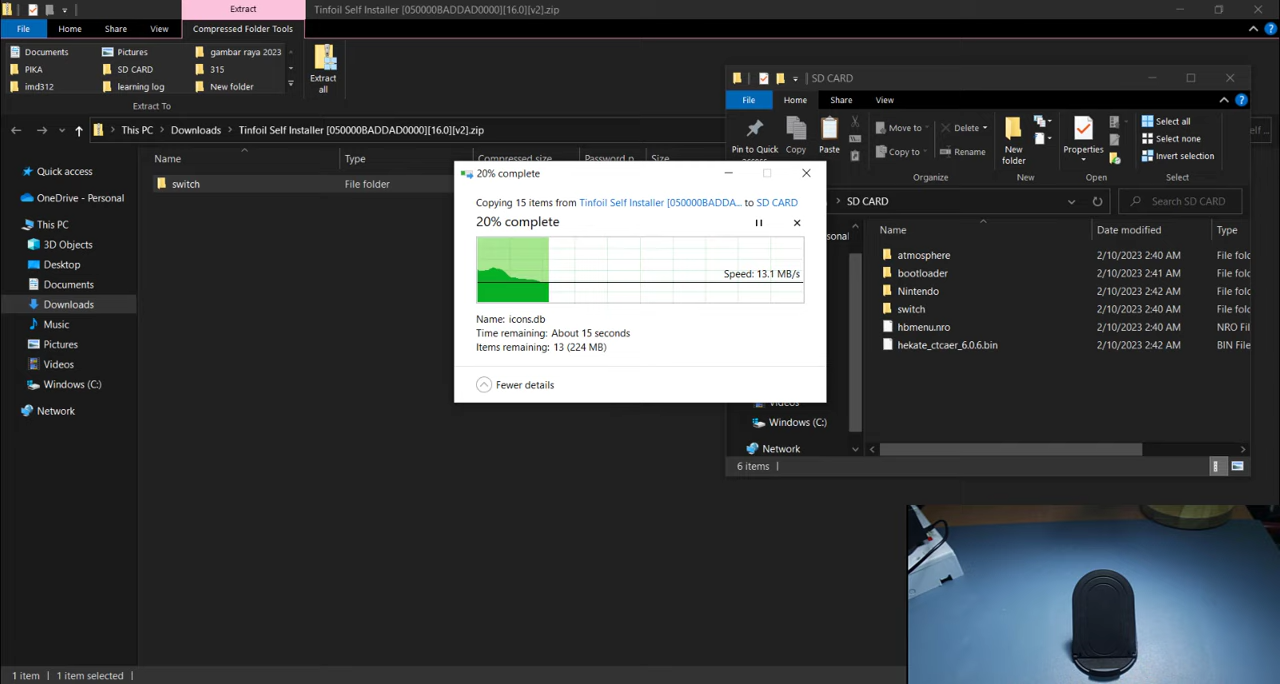 Extract
Tinfoil Self Installer [050000BADDAD0000][16.0][v2].zip
File Home Share View Compressed Folder Tools
Documents Pictures gambar raya 2023
PIKA SD CARD 315
imd312 learning log New folder
Extract all
Extract To
This PC Downloads Tinfoil Self Installer [050000BADDAD0000][16.0][v2].zip
Name Type Compressed size Password p... Size
switch File folder
Quick access
OneDrive - Personal
This PC
3D Objects
Desktop
Documents
Downloads
Music
Pictures
Videos
Windows (C:)
Network
1 item 1 item selected
20% complete
Copying 15 items from Tinfoil Self Installer [050000BADDA... to SD CARD
20% complete
Speed: 13.1 MB/s
Name: icons.db
Time remaining: About 15 seconds
Items remaining: 13 (224 MB)
Fewer details
SD CARD
File Home Share View
Pin to Quick
Copy
Paste
Move to Delete
Copy to Rename
New folder
Properties
Select all
Select none
Invert selection
Organize New Open Select
SD CARD Search SD CARD
Name Date modified Type
atmosphere 2/10/2023 2:40 AM File fold
bootloader 2/10/2023 2:41 AM File fold
Nintendo 2/10/2023 2:42 AM File fold
switch 2/10/2023 2:40 AM File fold
hbmenu.nro 2/10/2023 2:40 AM NRO Fil
hekate_ctcaer_6.0.6.bin 2/10/2023 2:42 AM BIN File
Windows (C:)
Network
6 items